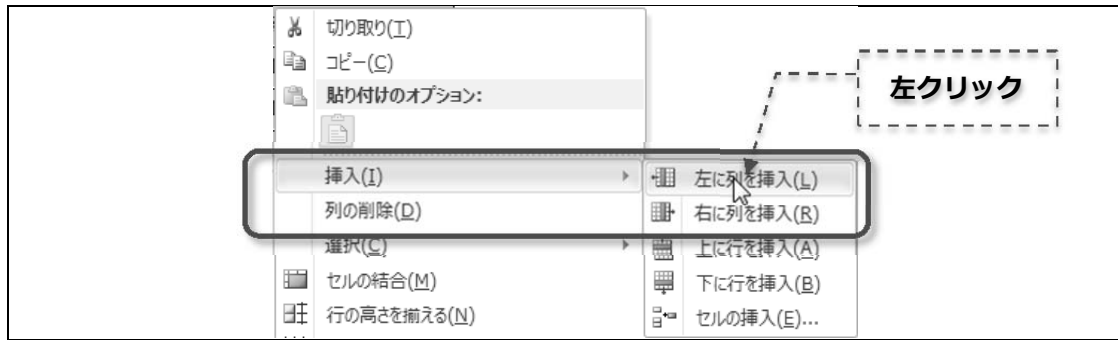 切り取り(T)
コピー(C)
貼り付けのオプション:
左クリック
挿入(I)
左に列を挿入(L)
列の削除(D)
右に列を挿入(R)
選択(C)
上に行を挿入(A)
セルの結合(M)
下に行を挿入(B)
行の高さを揃える(N)
セルの挿入(E)...